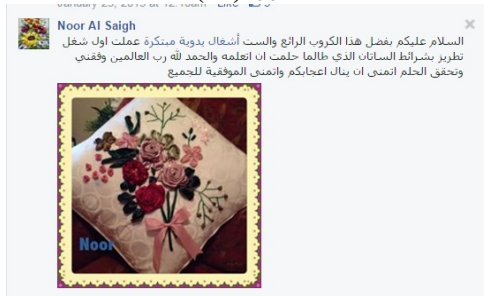 Noor Al Saigh
السلام عليكم بفضل هذا الكروب الرائع والست أشغال يدوية مبتكرة عملت اول شغل
تطريز بشرائط الساتان الذي طالما حلمت ان اتعلمه والحمد لله رب العالمين وفقني
وتحقق الحلم اتمنى ان ينال اعجابكم واتمنى الموفقية للجميع
Noor